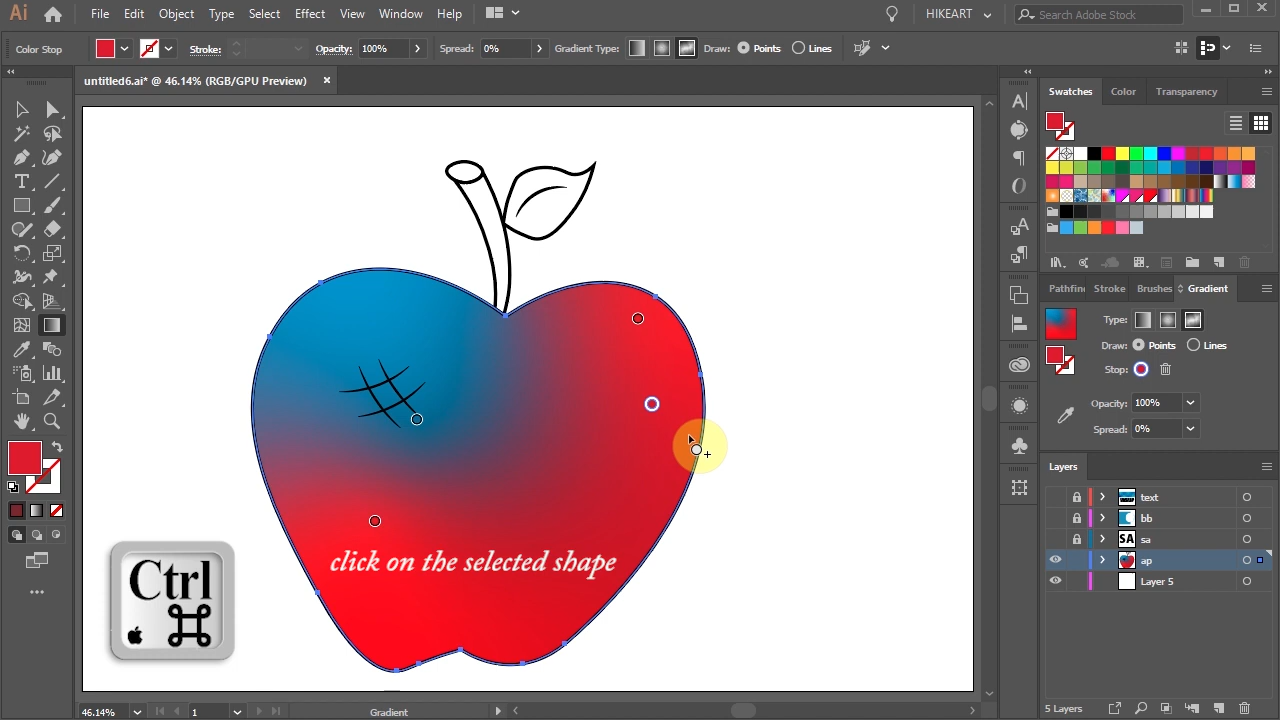 Ai File Edit Object Type Select Effect View Window Help HIKEART Search Adobe Stock
Color Stop Stroke: Opacity: 100% Spread: 0% Gradient Type: Draw: Points Lines
untitled6.ai* @ 46.14% (RGB/GPU Preview) ×
Swatches Color Transparency
Pathfin Stroke Brushes Gradient
Type:
Draw: Points Lines
Stop:
Opacity: 100%
Spread: 0%
Layers
text
bb
SA sa
ap
Layer 5
click on the selected shape
Ctrl
46.14% 1 Gradient 5 Layers